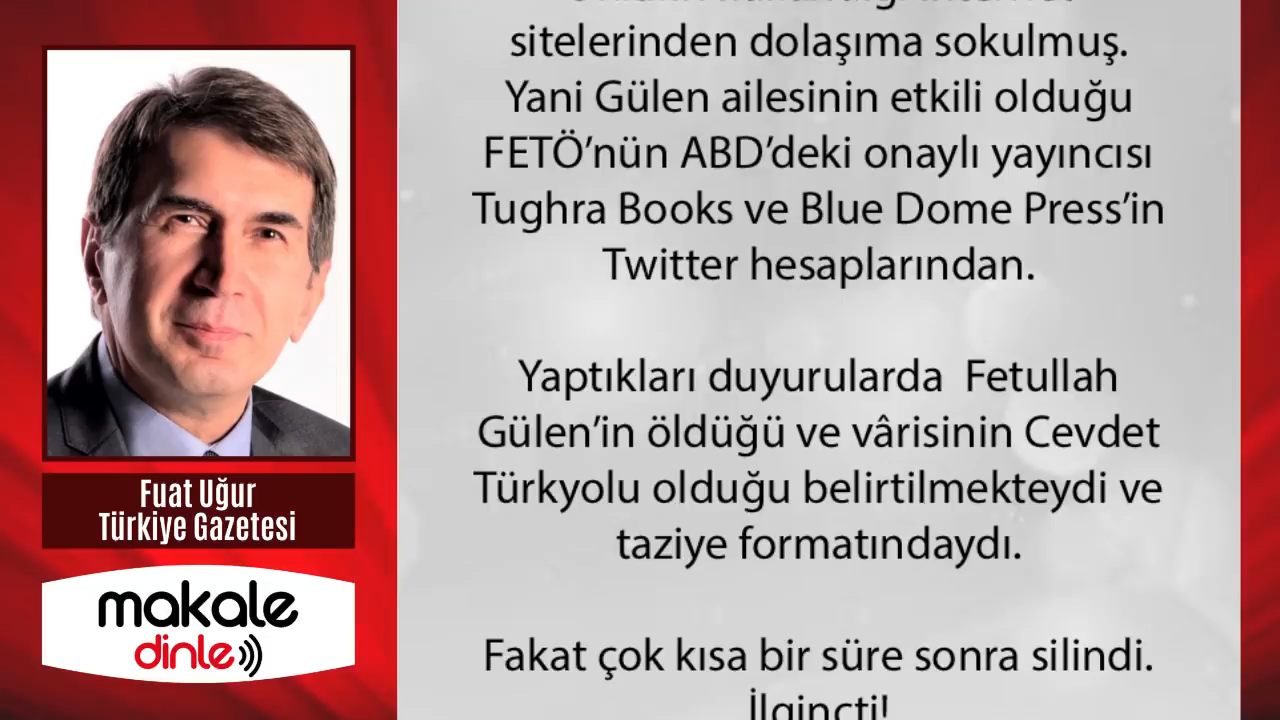 sitelerinden dolaşıma sokulmuş.
Yani Gülen ailesinin etkili olduğu
FETÖ’nün ABD’deki onaylı yayıncısı
Tughra Books ve Blue Dome Press’in
Twitter hesaplarından.
Yaptıkları duyurularda  Fetullah
Gülen’in öldüğü ve vârisinin Cevdet
Türkyolu olduğu belirtilmekteydi ve
taziye formatındaydı.
Fakat çok kısa bir süre sonra silindi.
İlginçti!
Fuat Uğur
Türkiye Gazetesi
makale
dinle